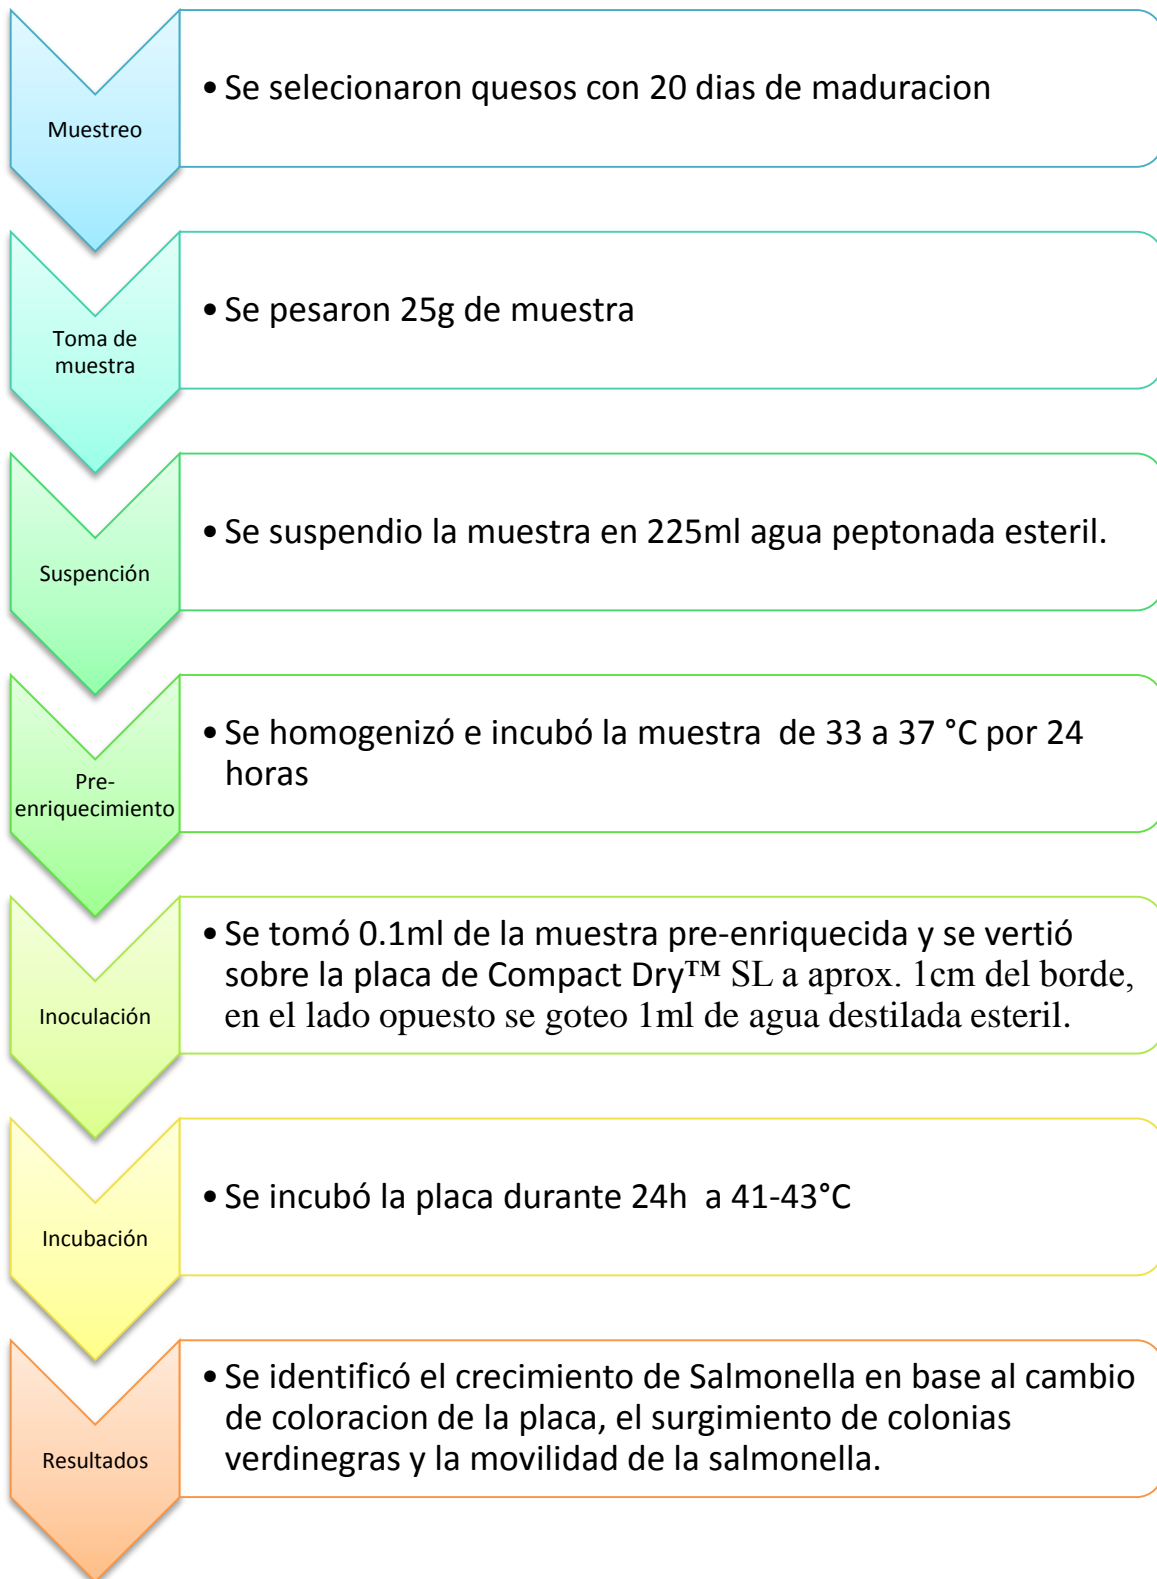 Muestreo
• Se selecionaron quesos con 20 dias de maduracion
Toma de
muestra
• Se pesaron 25g de muestra
Suspención
• Se suspendio la muestra en 225ml agua peptonada esteril.
Pre-
enriquecimiento
• Se homogenizó e incubó la muestra de 33 a 37 °C por 24
horas
Inoculación
• Se tomó 0.1ml de la muestra pre-enriquecida y se vertió
sobre la placa de Compact Dry™ SL a aprox. 1cm del borde,
en el lado opuesto se goteo 1ml de agua destilada esteril.
Incubación
• Se incubó la placa durante 24h a 41-43°C
Resultados
• Se identificó el crecimiento de Salmonella en base al cambio
de coloracion de la placa, el surgimiento de colonias
verdinegras y la movilidad de la salmonella.